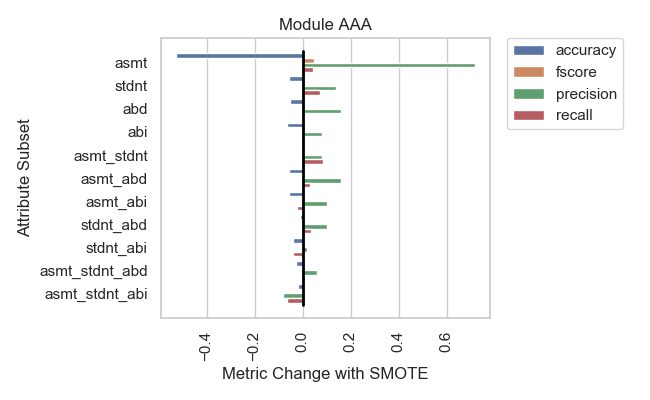 Module AAA
accuracy
fscore
precision
recall
Attribute Subset
asmt
stdnt
abd
abi
asmt_stdnt
asmt_abd
asmt_abi
stdnt_abd
stdnt_abi
asmt_stdnt_abd
asmt_stdnt_abi
−0.4
−0.2
0.0
0.2
0.4
0.6
Metric Change with SMOTE